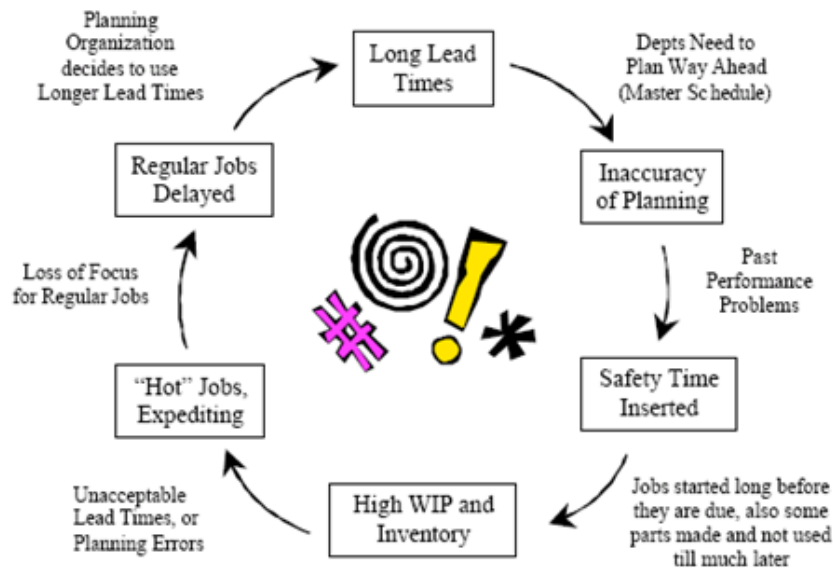 Planning
Organization
decides to use
Longer Lead Times
Long Lead
Times
Depts Need to
Plan Way Ahead
(Master Schedule)
Inaccuracy
of Planning
Past
Performance
Problems
Safety Time
Inserted
Jobs started long before
they are due, also some
parts made and not used
till much later
High WIP and
Inventory
Unacceptable
Lead Times, or
Planning Errors
“Hot” Jobs,
Expediting
Loss of Focus
for Regular Jobs
Regular Jobs
Delayed
#
!
*